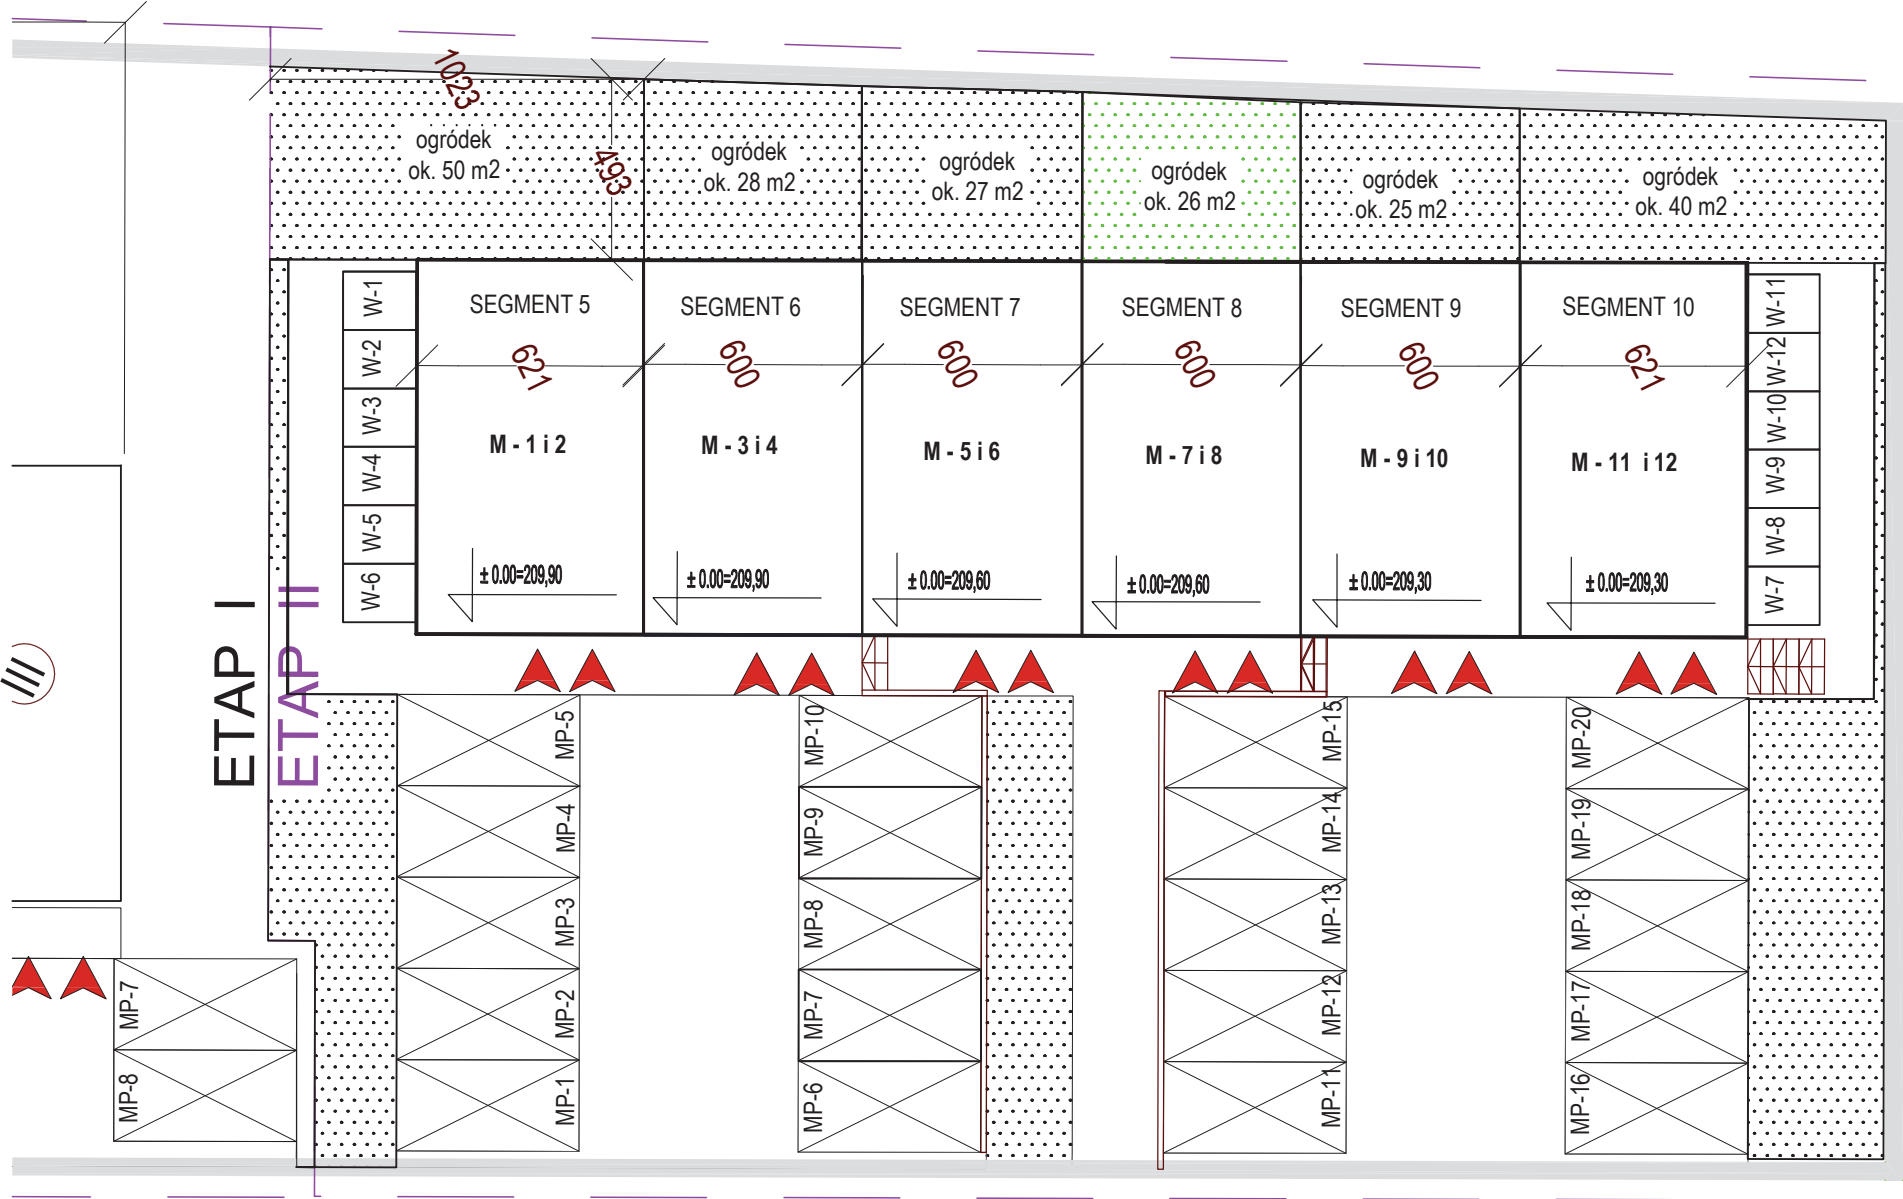 1023
493
ogródek
ok. 50 m2
ogródek
ok. 28 m2
ogródek
ok. 27 m2
ogródek
ok. 26 m2
ogródek
ok. 25 m2
ogródek
ok. 40 m2
SEGMENT 5
SEGMENT 6
SEGMENT 7
SEGMENT 8
SEGMENT 9
SEGMENT 10
621
600
600
600
600
621
M - 1 i 2
M - 3 i 4
M - 5 i 6
M - 7 i 8
M - 9 i 10
M - 11 i 12
± 0.00=209,90
± 0.00=209,90
± 0.00=209,60
± 0.00=209,60
± 0.00=209,30
± 0.00=209,30
W-1
W-2
W-3
W-4
W-5
W-6
W-11
W-12
W-10
W-9
W-8
W-7
ETAP I
ETAP II
MP-5
MP-4
MP-3
MP-2
MP-1
MP-10
MP-9
MP-8
MP-7
MP-6
MP-15
MP-14
MP-13
MP-12
MP-11
MP-20
MP-19
MP-18
MP-17
MP-16
MP-7
MP-8